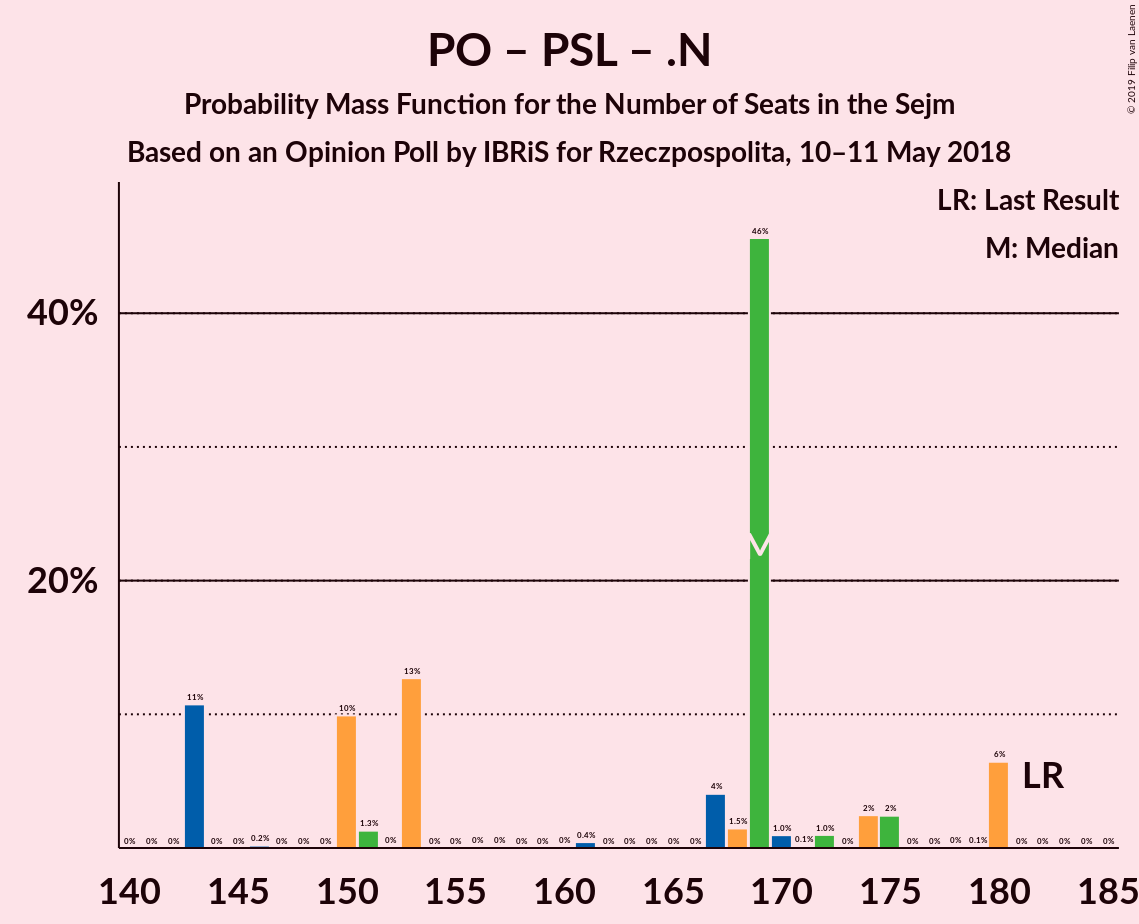 PO – PSL – .N
Probability Mass Function for the Number of Seats in the Sejm
Based on an Opinion Poll by IBRiS for Rzeczpospolita, 10–11 May 2018
© 2019 Filip van Laenen
LR: Last Result
M: Median
46%
40%
20%
13%
11%
10%
6%
4%
2% 2%
1.5%
1.3%
1.0% 1.0%
0% 0% 0% 0% 0% 0.2% 0% 0% 0% 0% 0% 0% 0% 0% 0% 0% 0% 0.4% 0% 0% 0% 0% 0% 0.1% 0% 0% 0% 0% 0.1% 0% 0% 0% 0% 0%
M
LR
140 145 150 155 160 165 170 175 180 185